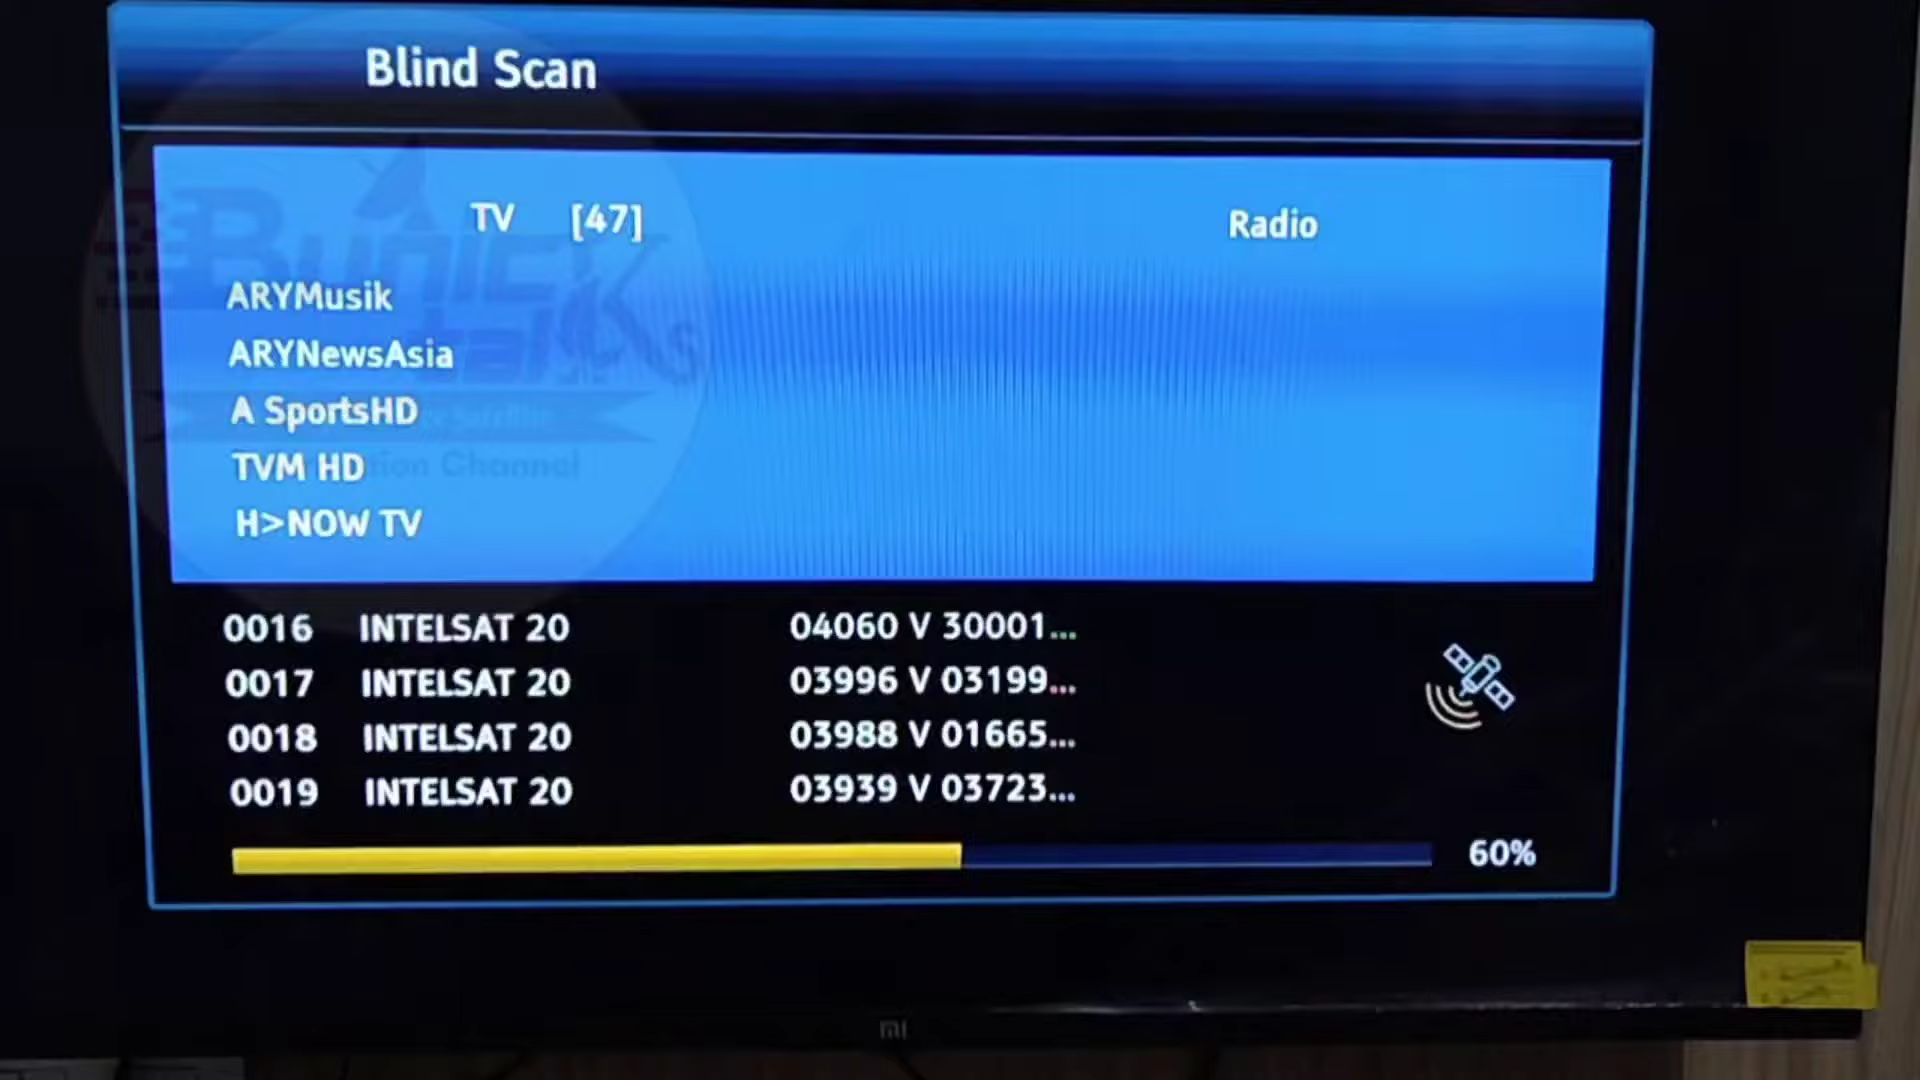 Blind Scan
TV [47] Radio
ARYMusik
ARYNewsAsia
A SportsHD
TVM HD
H>NOW TV
0016 INTELSAT 20 04060 V 30001...
0017 INTELSAT 20 03996 V 03199...
0018 INTELSAT 20 03988 V 01665...
0019 INTELSAT 20 03939 V 03723...
60%
mi